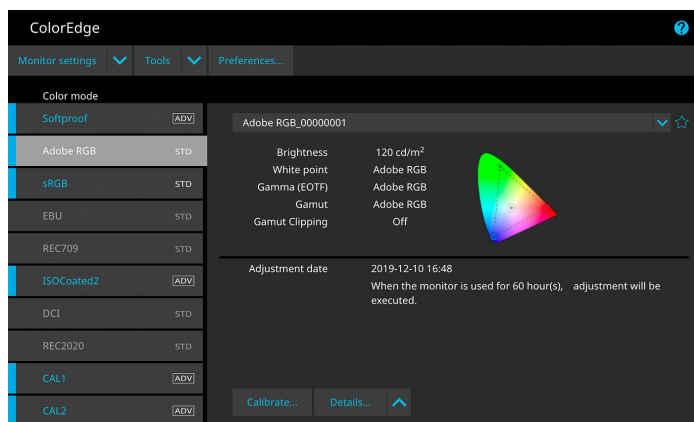 ColorEdge
?
Monitor settings Tools Preferences...
Color mode
Softproof ADV
Adobe RGB STD
sRGB STD
EBU STD
REC709 STD
ISOCoated2 ADV
DCI STD
REC2020 STD
CAL1 ADV
CAL2 ADV
Adobe RGB_00000001
Brightness 120 cd/m²
White point Adobe RGB
Gamma (EOTF) Adobe RGB
Gamut Adobe RGB
Gamut Clipping Off
Adjustment date 2019-12-10 16:48
When the monitor is used for 60 hour(s), adjustment will be
executed.
Calibrate... Details...